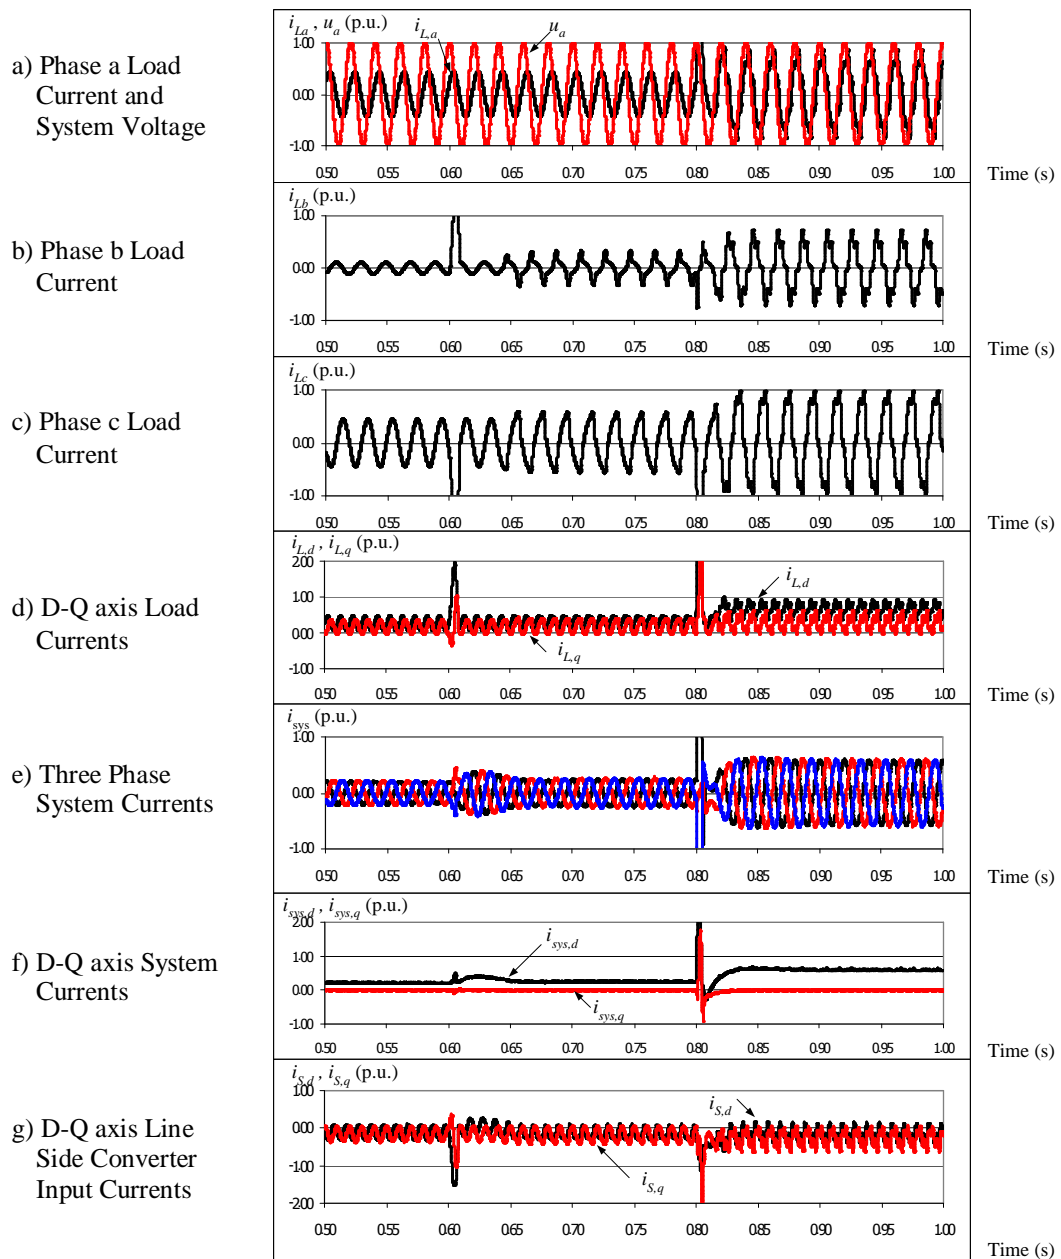 a) Phase a Load
Current and
System Voltage
i_La , u_a (p.u.)
i_L,a
u_a
1.00
0.00
-1.00
0.50 0.55 0.60 0.65 0.70 0.75 0.80 0.85 0.90 0.95 1.00
Time (s)
b) Phase b Load
Current
i_Lb (p.u.)
1.00
0.00
-1.00
0.50 0.55 0.60 0.65 0.70 0.75 0.80 0.85 0.90 0.95 1.00
Time (s)
c) Phase c Load
Current
i_Lc (p.u.)
1.00
0.00
-1.00
0.50 0.55 0.60 0.65 0.70 0.75 0.80 0.85 0.90 0.95 1.00
Time (s)
d) D-Q axis Load
Currents
i_L,d , i_L,q (p.u.)
i_L,d
i_L,q
2.00
1.00
0.00
-1.00
0.50 0.55 0.60 0.65 0.70 0.75 0.80 0.85 0.90 0.95 1.00
Time (s)
e) Three Phase
System Currents
i_sys (p.u.)
1.00
0.00
-1.00
0.50 0.55 0.60 0.65 0.70 0.75 0.80 0.85 0.90 0.95 1.00
Time (s)
f) D-Q axis System
Currents
i_sys,d , i_sys,q (p.u.)
i_sys,d
i_sys,q
2.00
1.00
0.00
-1.00
0.50 0.55 0.60 0.65 0.70 0.75 0.80 0.85 0.90 0.95 1.00
Time (s)
g) D-Q axis Line
Side Converter
Input Currents
i_S,d , i_S,q (p.u.)
i_S,d
i_S,q
1.00
0.00
-1.00
-2.00
0.50 0.55 0.60 0.65 0.70 0.75 0.80 0.85 0.90 0.95 1.00
Time (s)